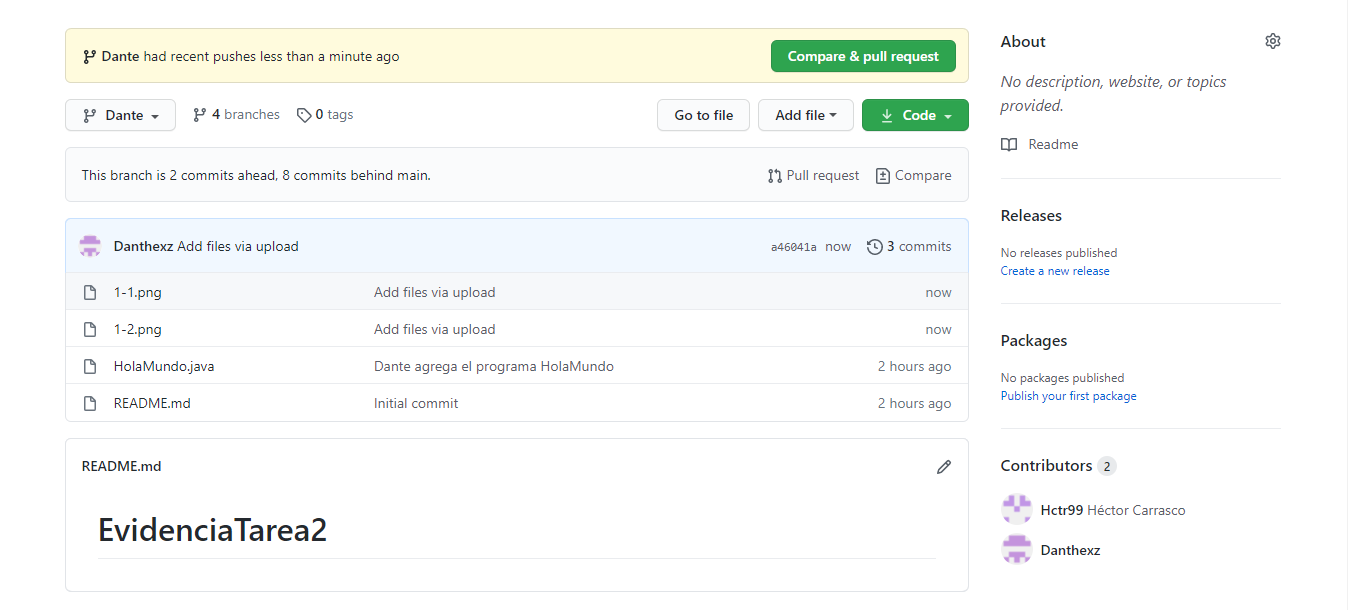 Dante had recent pushes less than a minute ago
Compare & pull request
Dante
4 branches
0 tags
Go to file
Add file
Code
This branch is 2 commits ahead, 8 commits behind main.
Pull request
Compare
Danthexz Add files via upload
a46041a now
3 commits
1-1.png Add files via upload now
1-2.png Add files via upload now
HolaMundo.java Dante agrega el programa HolaMundo 2 hours ago
README.md Initial commit 2 hours ago
README.md
EvidenciaTarea2
About
No description, website, or topics
provided.
Readme
Releases
No releases published
Create a new release
Packages
No packages published
Publish your first package
Contributors 2
Hctr99 Héctor Carrasco
Danthexz